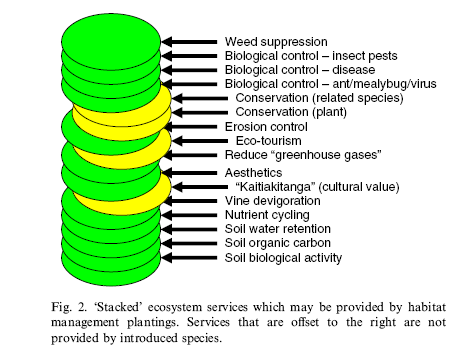 Weed suppression
Biological control – insect pests
Biological control – disease
Biological control – ant/mealybug/virus
Conservation (related species)
Conservation (plant)
Erosion control
Eco-tourism
Reduce “greenhouse gases”
Aesthetics
“Kaitiakitanga” (cultural value)
Vine devigoration
Nutrient cycling
Soil water retention
Soil organic carbon
Soil biological activity
Fig. 2. ‘Stacked’ ecosystem services which may be provided by habitat
management plantings. Services that are offset to the right are not
provided by introduced species.